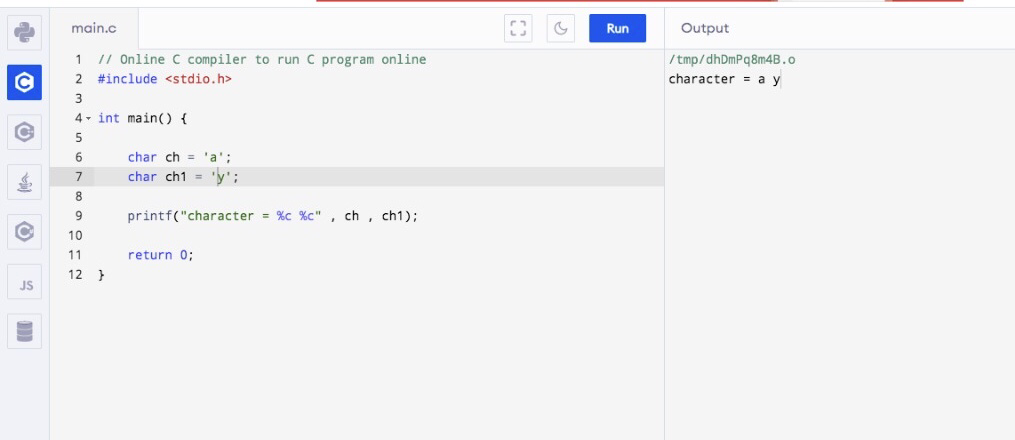 main.c
Run
Output
1 // Online C compiler to run C program online
2 #include <stdio.h>
3
4 int main() {
5
6 char ch = 'a';
7 char ch1 = 'y';
8
9 printf("character = %c %c" , ch , ch1);
10
11 return 0;
12 }
/tmp/dhDmPq8m4B.o
character = a y
JS